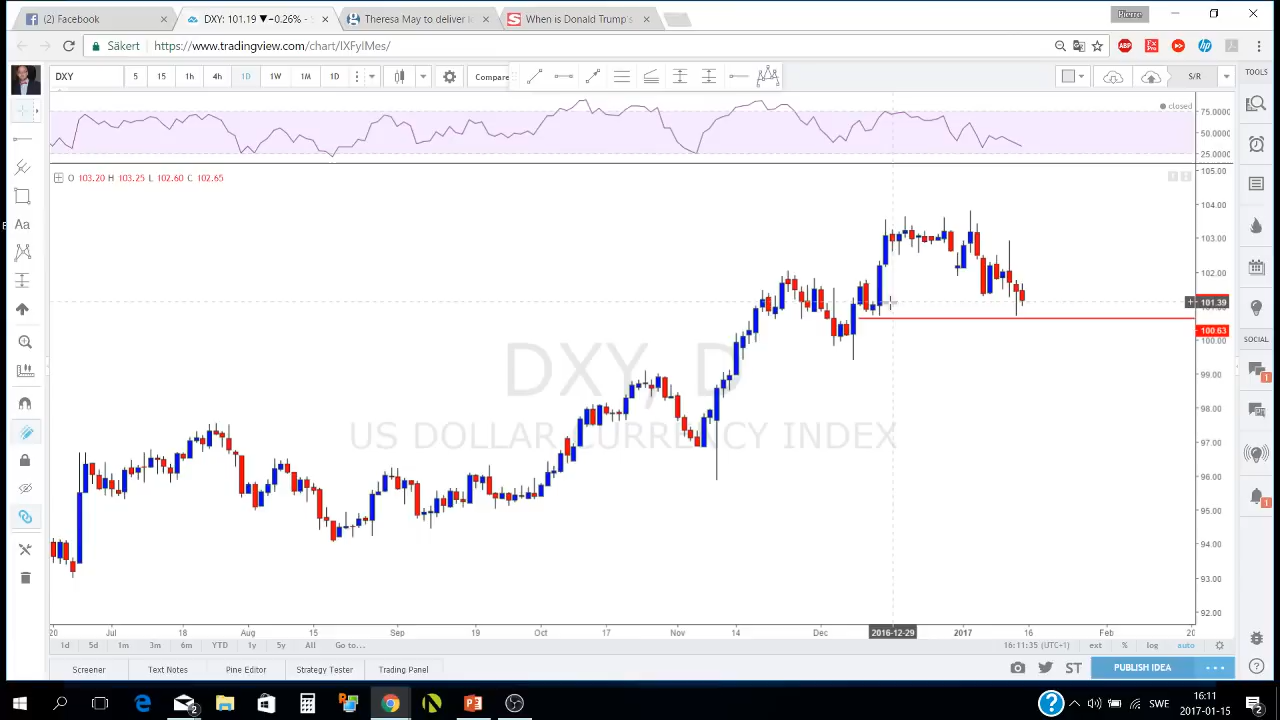 (2) Facebook
DXY: 101.19 ▼−0.26% - S
Theresa May to deliver k
When is Donald Trump's
Pierre
Säkert
https://www.tradingview.com/chart/IXFyIMes/
ABP
DXY
5 15 1h 4h 1D 1W 1M 1D
Compare
S/R
TOOLS
closed
75.0000
50.0000
25.0000
O 103.20 H 103.25 L 102.60 C 102.65
105.00
104.00
103.00
102.00
101.39
100.63
100.00
99.00
98.00
97.00
96.00
95.00
94.00
93.00
92.00
DXY, D
US DOLLAR CURRENCY INDEX
Aa
SOCIAL
1
1
20 Jul 18 Aug 15 Sep 19 Oct 17 Nov 14 Dec 2016-12-29 2017 16 Feb 20
1d 5d 1m 3m 6m YTD 1y 5y All Go to...
16:11:35 (UTC+1) ext % log auto
Screener Text Notes Pine Editor Strategy Tester Trading Panel
ST
PUBLISH IDEA
2
SWE
16:11
2017-01-15
2